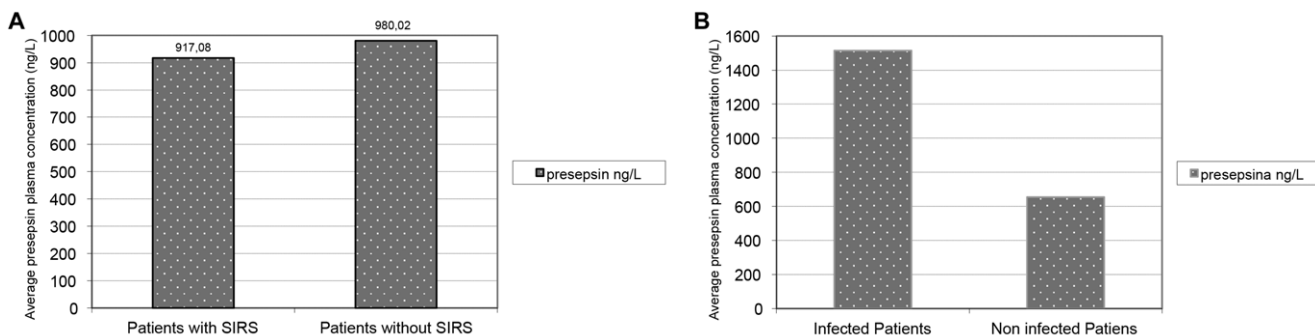 A
Average presepsin plasma concentration (ng/L)
1000
900
800
700
600
500
400
300
200
100
0
917,08
980,02
Patients with SIRS
Patients without SIRS
presepsin ng/L
B
Average presepsin plasma concentration (ng/L)
1600
1400
1200
1000
800
600
400
200
0
Infected Patients
Non infected Patiens
presepsina ng/L